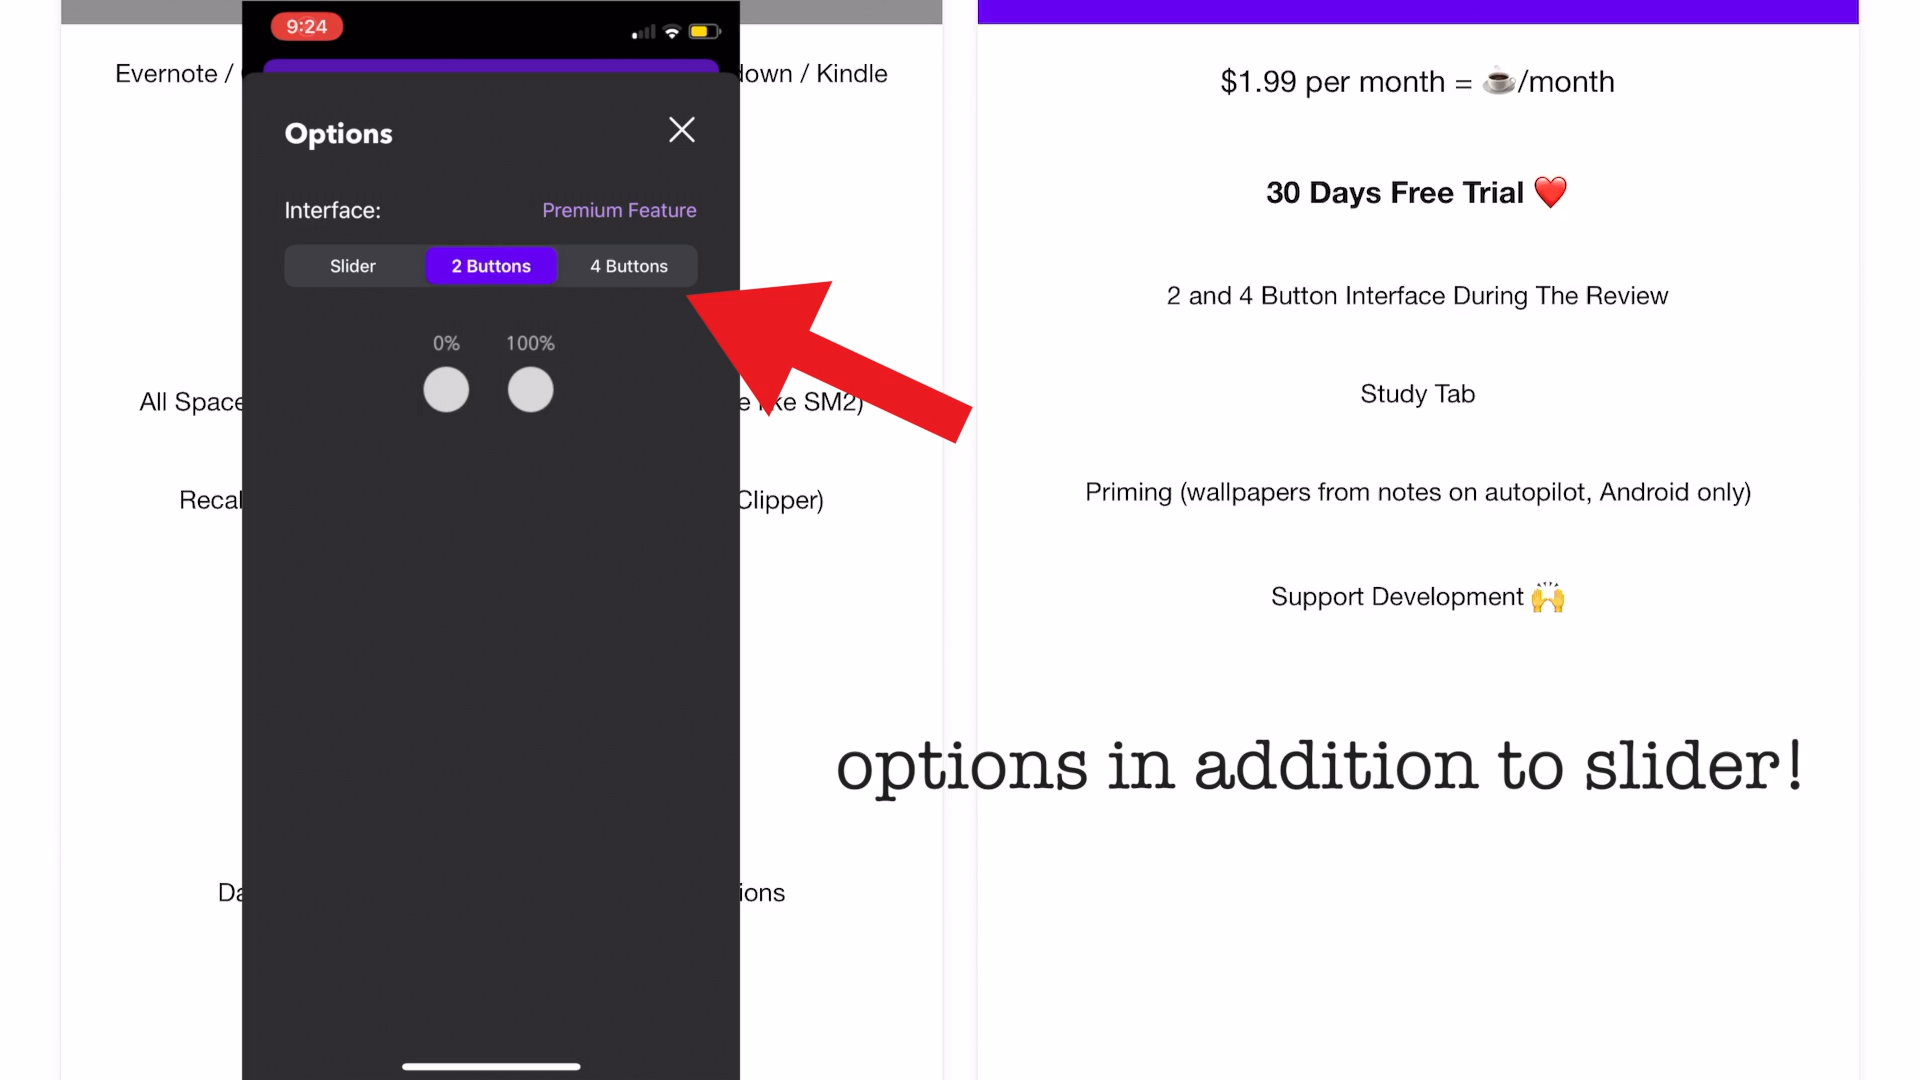 9:24
Evernote /
down / Kindle
Options
Interface:
Premium Feature
Slider
2 Buttons
4 Buttons
0%
100%
All Space
SM2)
Recal
Clipper)
Da
ions
$1.99 per month = ☕/month
30 Days Free Trial ❤️
2 and 4 Button Interface During The Review
Study Tab
Priming (wallpapers from notes on autopilot, Android only)
Support Development 🙌
options in addition to slider!